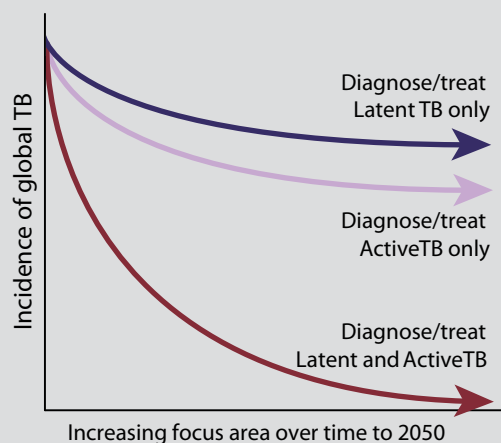 Incidence of global TB
Diagnose/treat
Latent TB only
Diagnose/treat
ActiveTB only
Diagnose/treat
Latent and ActiveTB
Increasing focus area over time to 2050